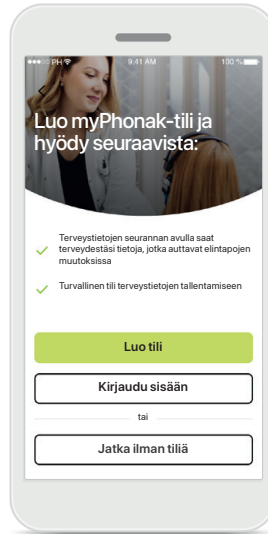 PH 9:41 AM 100 %
Luo myPhonak-tili ja
hyödy seuraavista:
Terveystietojen seurannan avulla saat
terveydestäsi tietoja, jotka auttavat elintapojen
muutoksissa
Turvallinen tili terveystietojen tallentamiseen
Luo tili
Kirjaudu sisään
tai
Jatka ilman tiliä